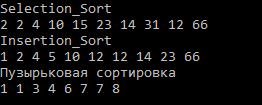 Selection_Sort
2 2 4 10 15 23 14 31 12 66
Insertion_Sort
1 2 4 5 10 12 12 14 23 66
Пузырьковая сортировка
1 1 3 4 6 7 7 8